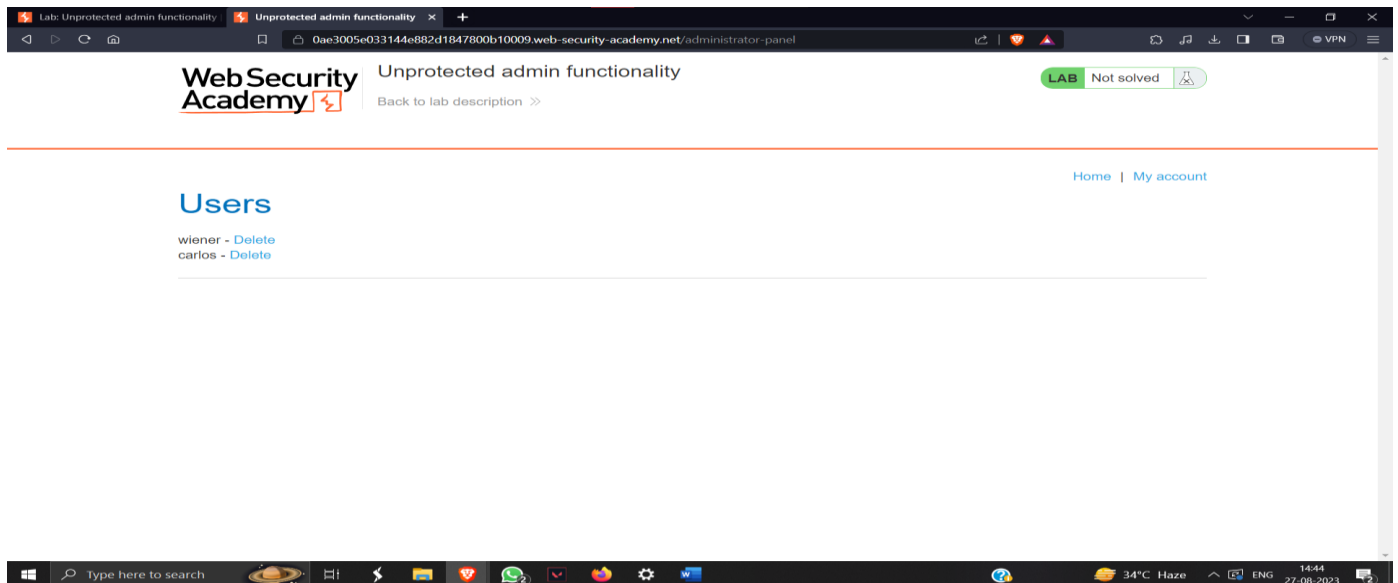 Lab: Unprotected admin functionality
Unprotected admin functionality
0ae3005e033144e882d1847800b10009.web-security-academy.net/administrator-panel
VPN
Web Security
Academy
Unprotected admin functionality
Back to lab description
LAB Not solved
Home | My account
Users
wiener - Delete
carlos - Delete
Type here to search
2
34°C Haze
ENG
14:44
27-08-2023
2